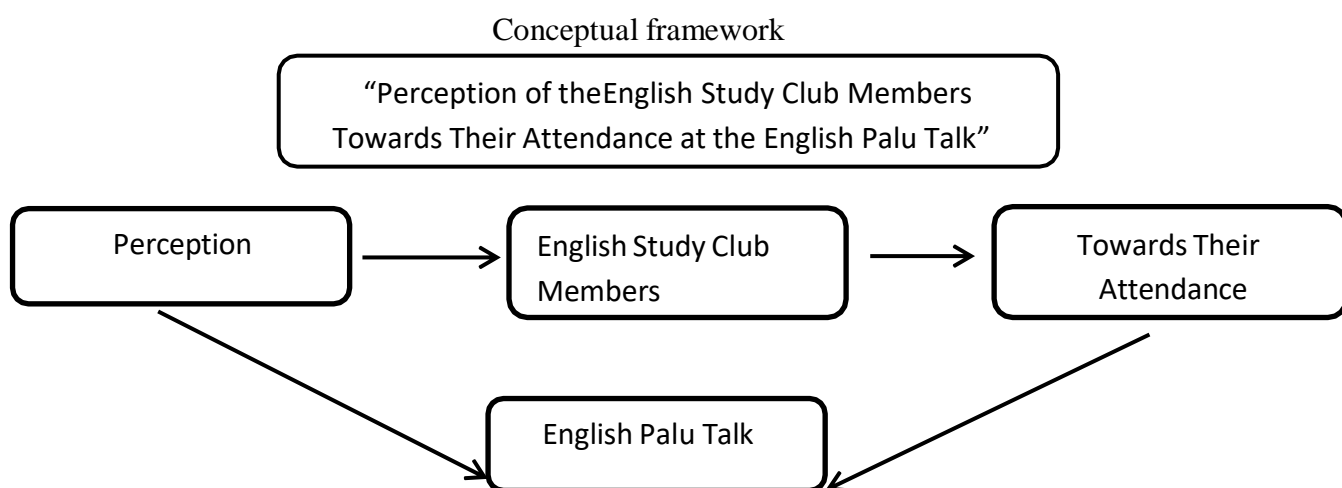 Conceptual framework
“Perception of theEnglish Study Club Members
Towards Their Attendance at the English Palu Talk”
Perception
English Study Club
Members
Towards Their
Attendance
English Palu Talk